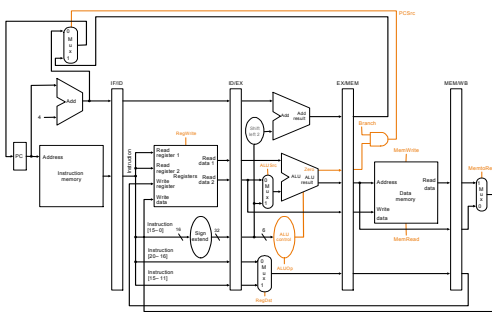 PCSrc
0
M
u
x
1
IF/ID
ID/EX
EX/MEM
MEM/WB
Add
4
Add
Add
result
Shift
left 2
Branch
RegWrite
PC
Address
Instruction
memory
Instruction
Read
register 1
Read
register 2
Registers
Write
register
Write
data
Read
data 1
Read
data 2
ALUSrc
0
M
u
x
1
Zero
ALU
ALU
result
MemWrite
Address
Read
data
Data
memory
Write
data
MemRead
MemtoRe
1
M
u
x
0
Instruction
[15–0]
16
Sign
extend
32
6
ALU
control
ALUOp
Instruction
[20– 16]
Instruction
[15– 11]
0
M
u
x
1
RegDst